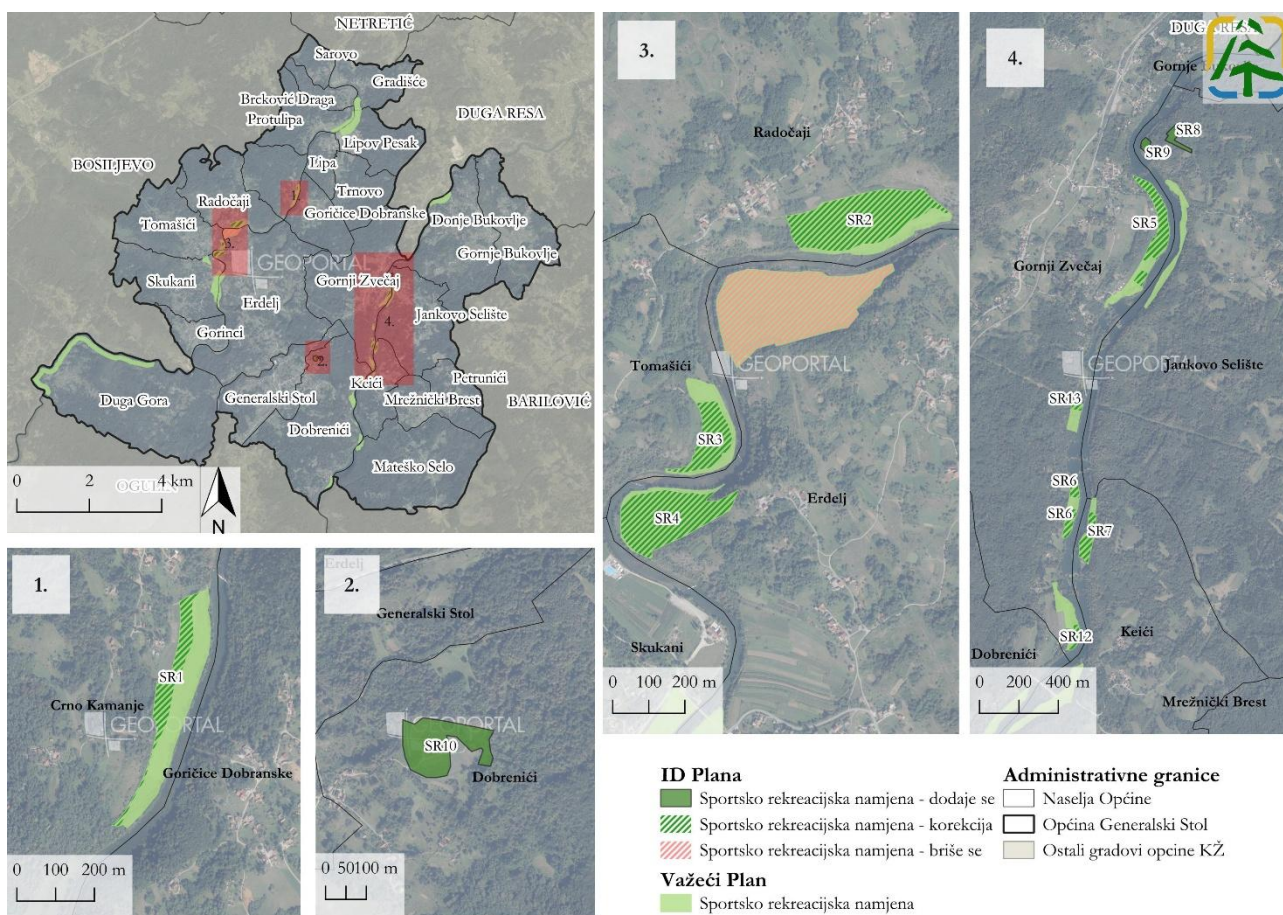 NETRETIĆ
Sarovo
Gradišće
Brcković Draga
Protulipa
DUGA RESA
Lipov Pesak
BOSILJEVO
Lipa
Radočaji
1.
Trnovo
Tomašići
Goričice Dobranske
Donje Bukovlje
3.
GEOPORTAL
Gornje Bukovlje
Skukani
Gornji Zvečaj
Erdelj
4.
Jankovo Selište
Gorinci
2.
Petrunići
Duga Gora
Generalski Stol
Keići
Mrežnički Brest
BARILOVIĆ
Dobrenići
Mateško Selo
0 2 4 km
OGULIN
N
1.
SR1
Crno Kamanje
GEOPORTAL
Goričice Dobranske
0 100 200 m
2.
Erdelj
Generalski Stol
GEOPORTAL
SR10
Dobrenići
0 50 100 m
3.
Radočaji
SR2
Tomašići
GEOPORTAL
SR3
SR4
Erdelj
Skukani
0 100 200 m
4.
DUGA RESA
SR8
SR9
SR5
Gornji Zvečaj
GEOPORTAL
Jankovo Selište
SR13
SR6
SR6
SR7
SR12
Keići
Dobrenići
0 200 400 m
Mrežnički Brest
ID Plana
Sportsko rekreacijska namjena - dodaje se
Sportsko rekreacijska namjena - korekcija
Sportsko rekreacijska namjena - briše se
Važeći Plan
Sportsko rekreacijska namjena
Administrativne granice
Naselja Općine
Općina Generalski Stol
Ostali gradovi opcine KŽ